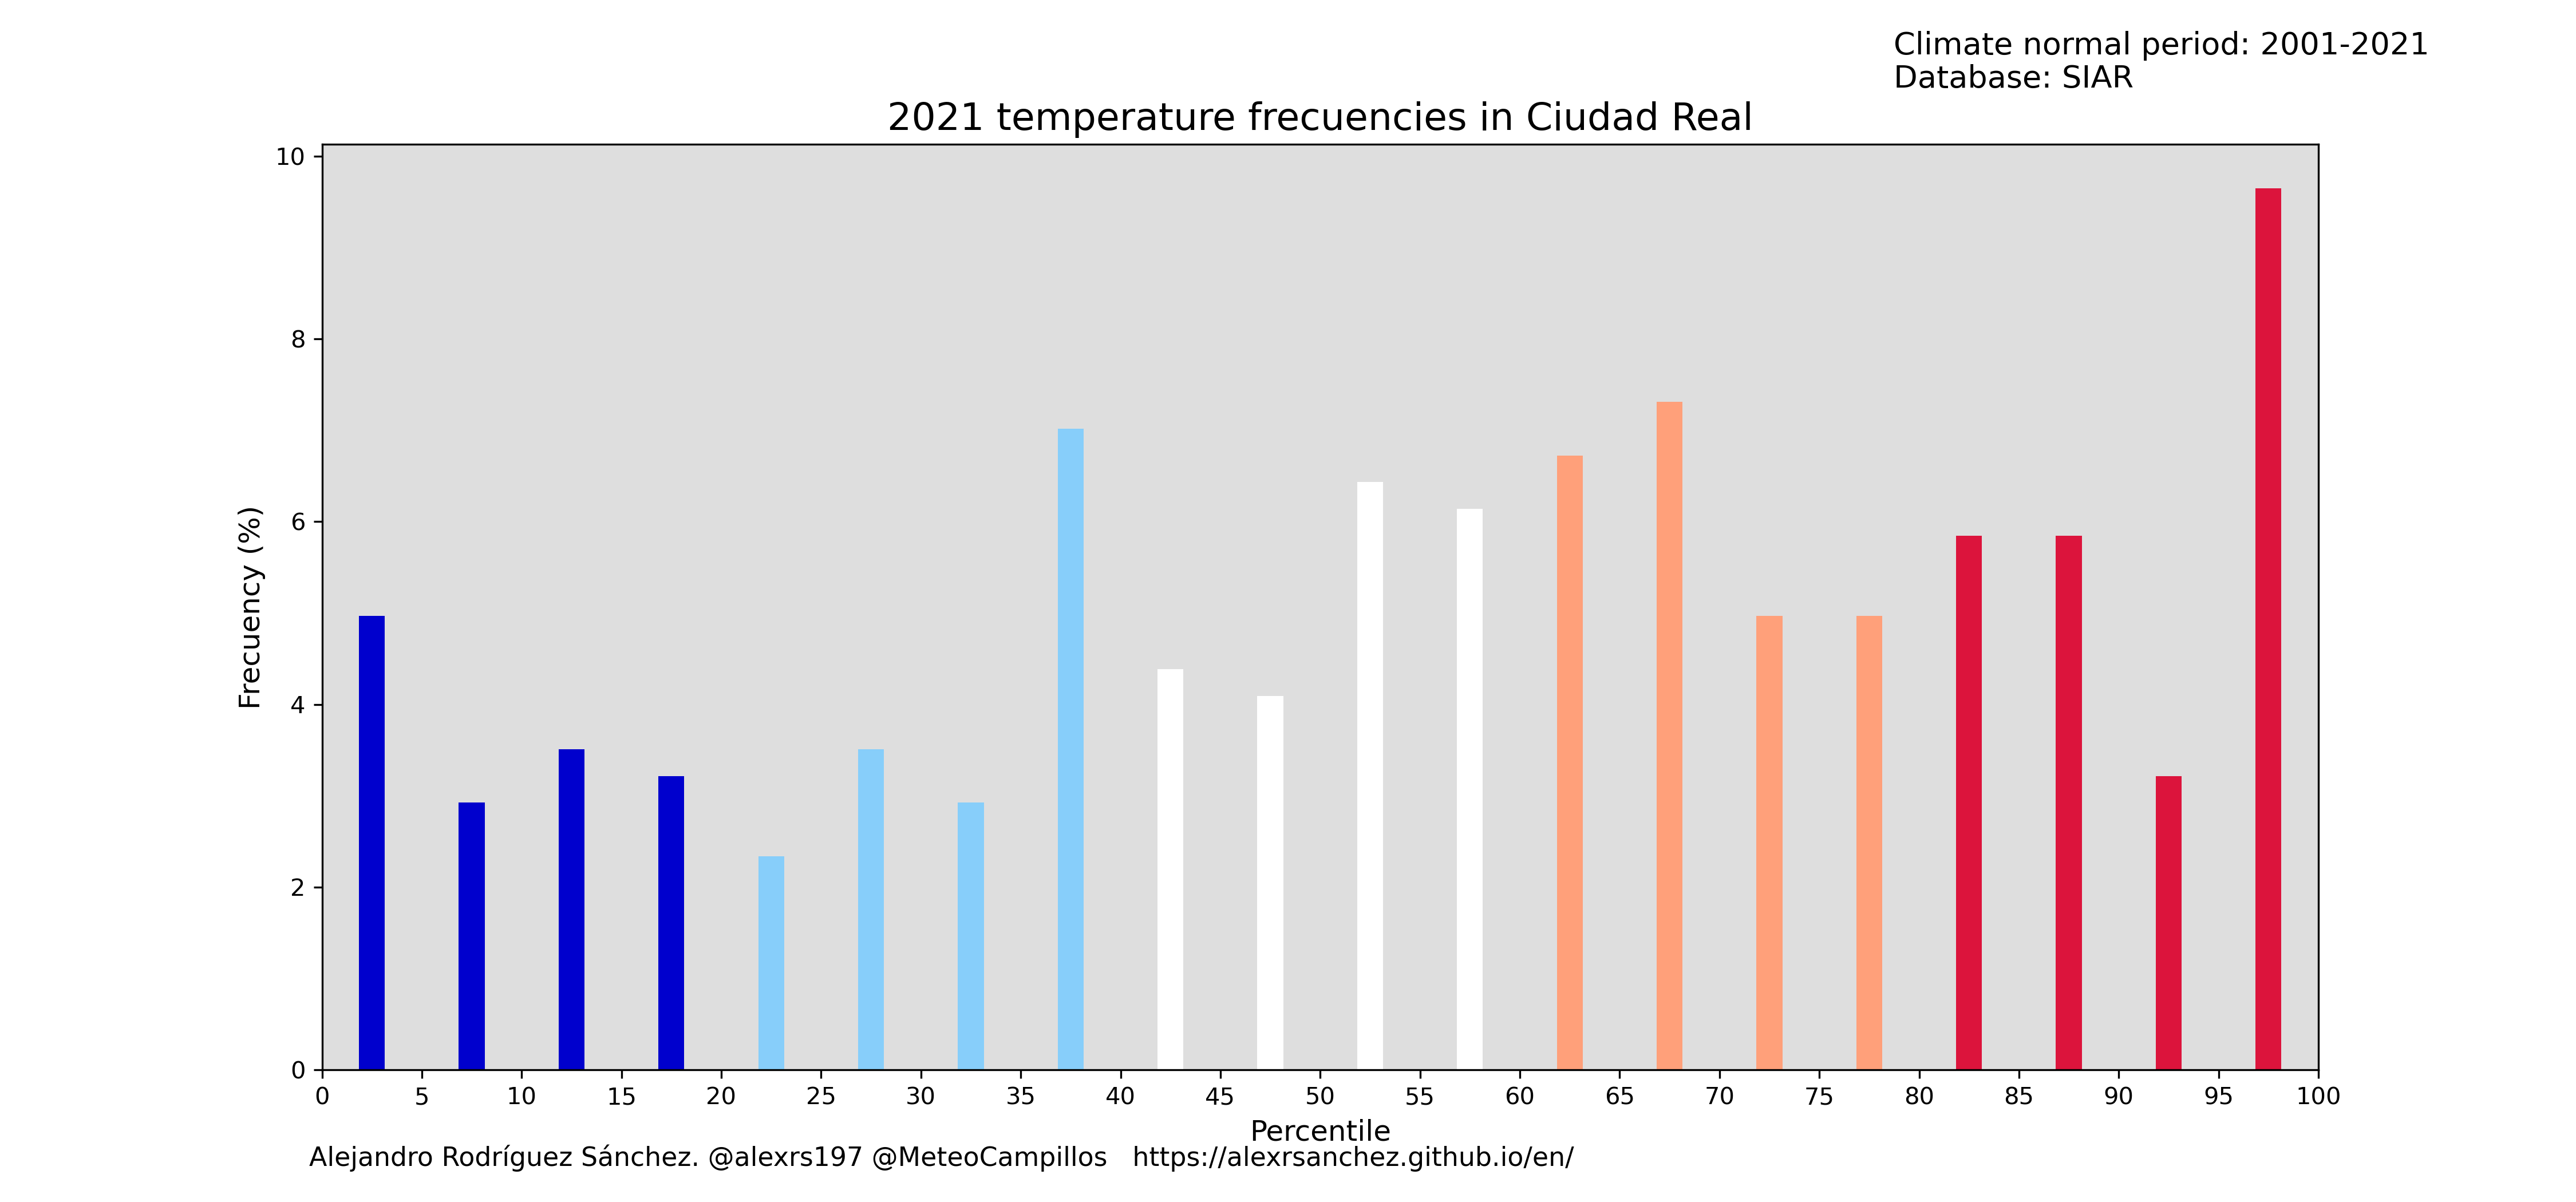 Climate normal period: 2001-2021
Database: SIAR
2021 temperature frecuencies in Ciudad Real
10
8
6
4
2
0
Frecuency (%)
0 5 10 15 20 25 30 35 40 45 50 55 60 65 70 75 80 85 90 95 100
Percentile
Alejandro Rodríguez Sánchez. @alexrs197 @MeteoCampillos https://alexrsanchez.github.io/en/